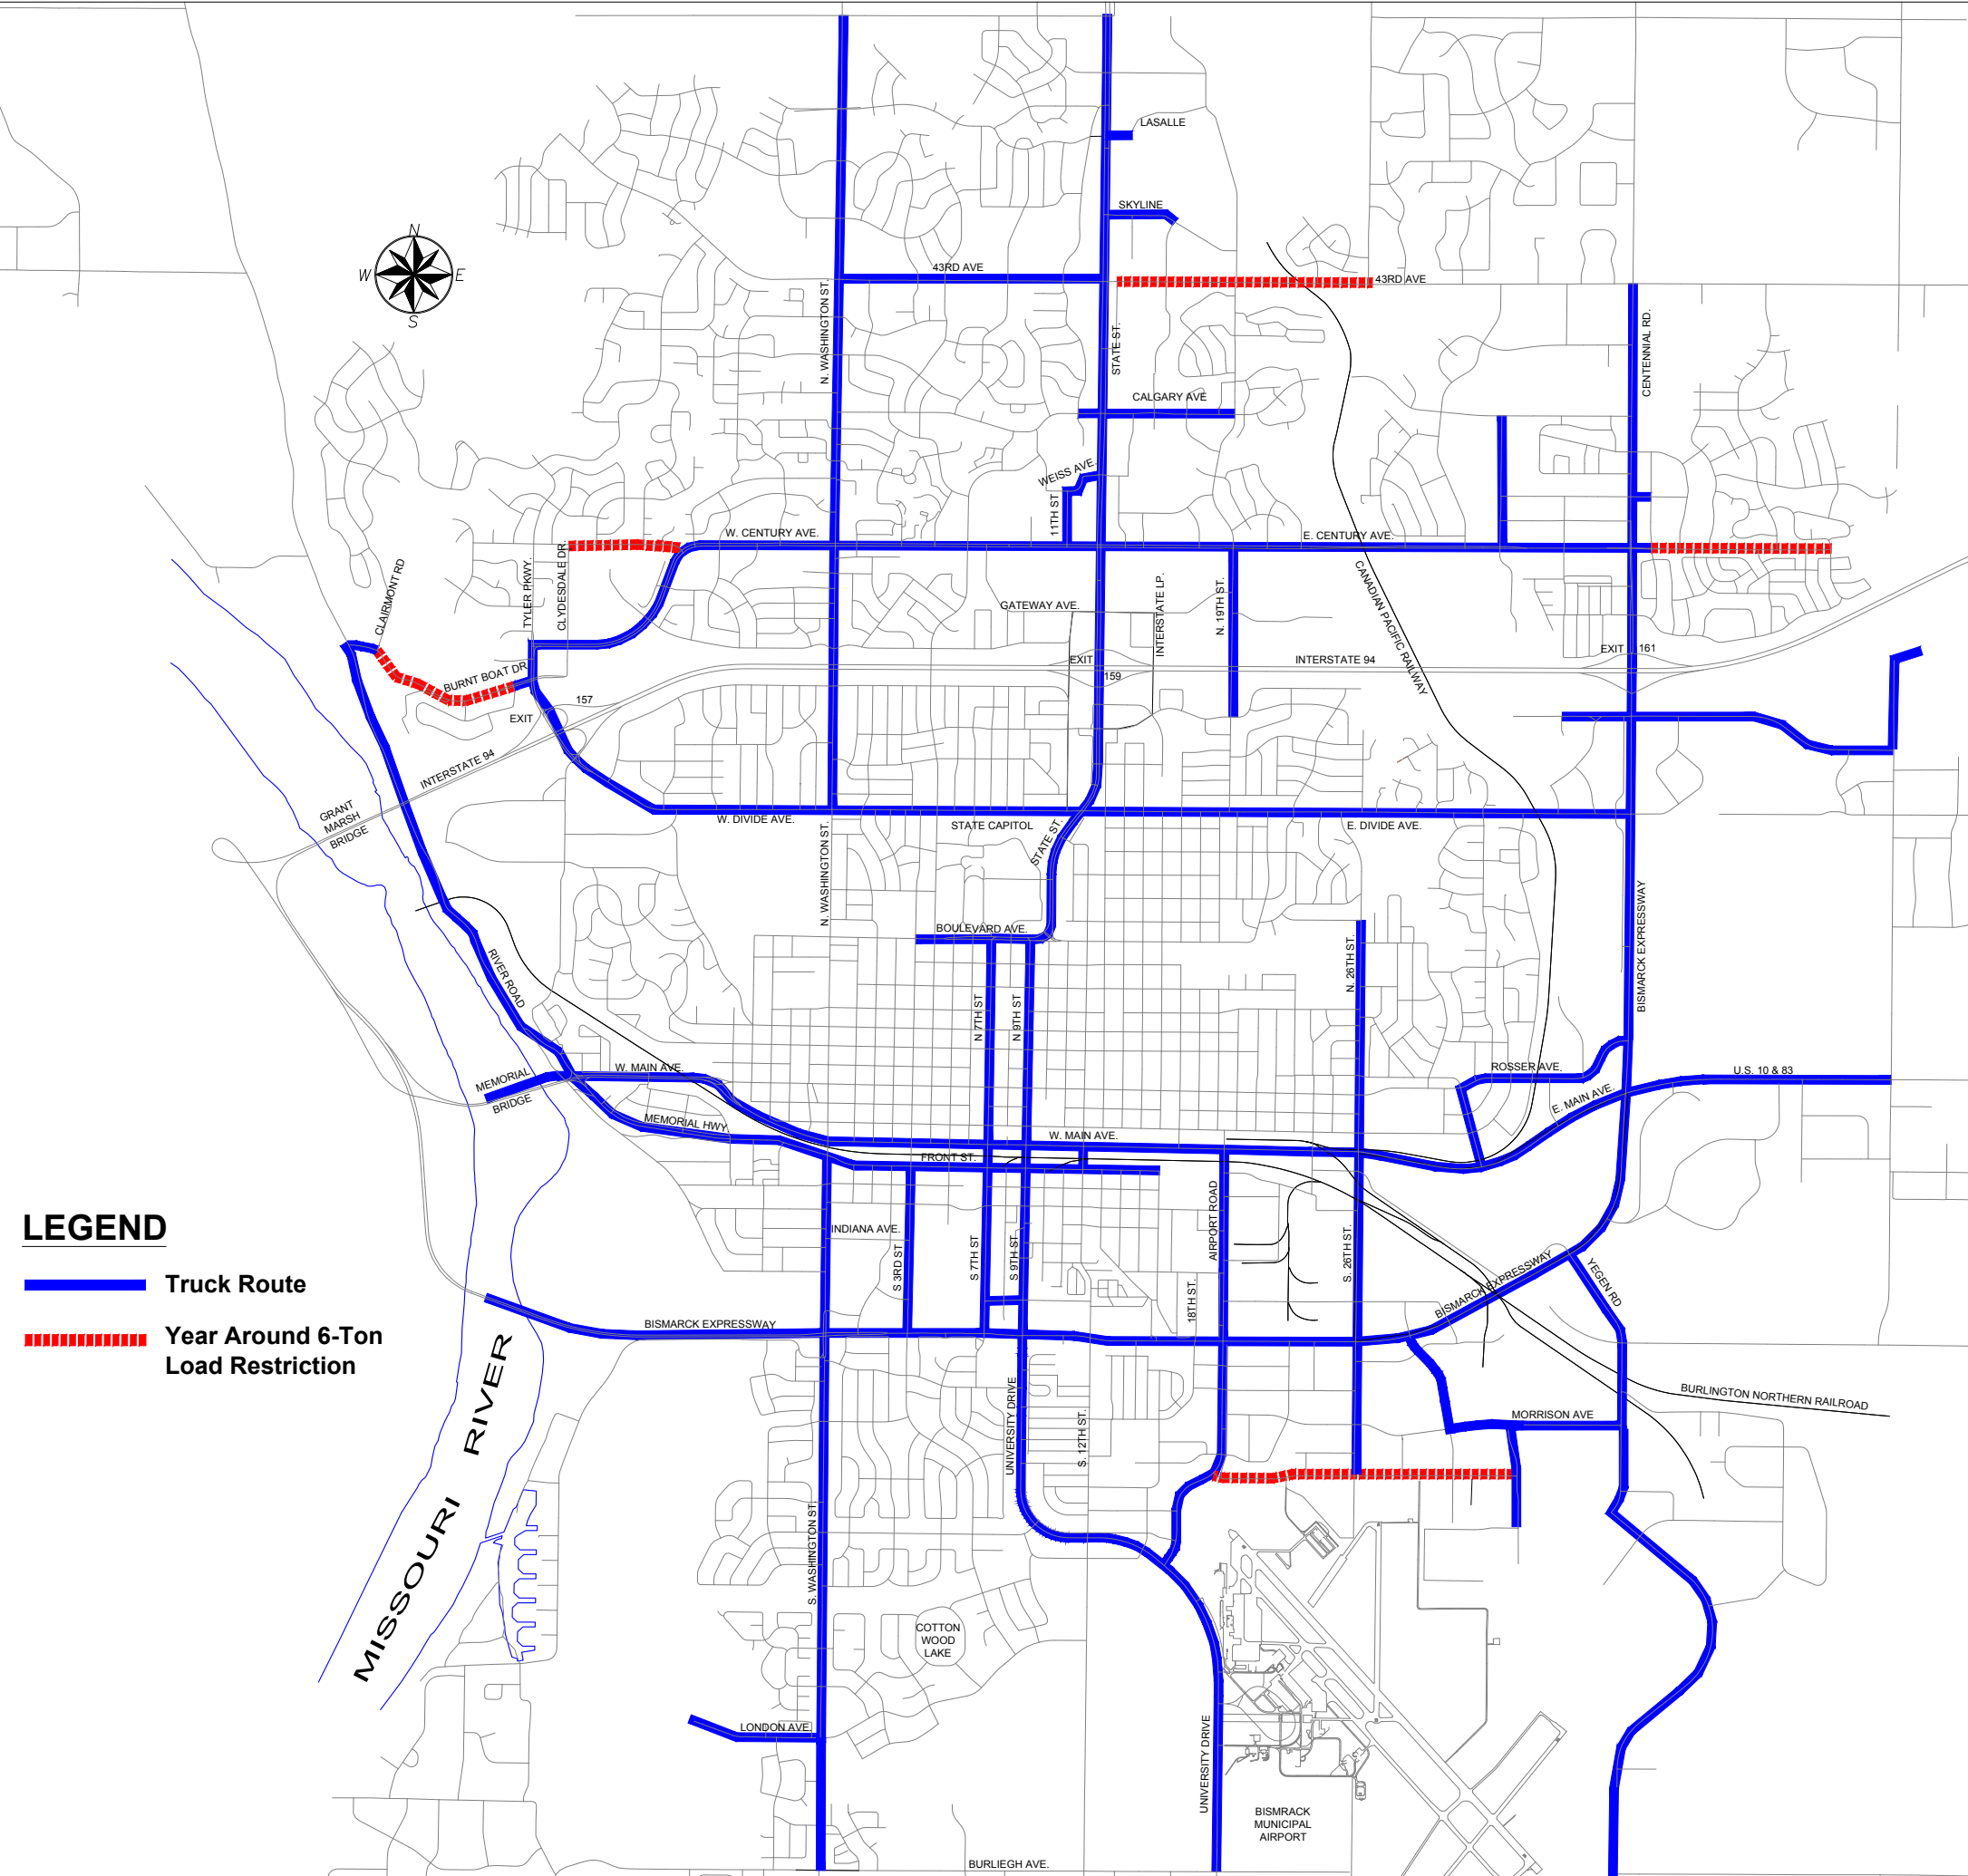 LASALLE
SKYLINE
N
W
E
S
43RD AVE
43RD AVE
N. WASHINGTON ST.
STATE ST.
CENTENNIAL RD.
CALGARY AVE
WEISS AVE.
11TH ST
W. CENTURY AVE.
E. CENTURY AVE.
CLAIRMONT RD
TYLER PKWY.
CLYDESDALE DR.
GATEWAY AVE.
INTERSTATE LP.
N. 19TH ST.
CANADIAN PACIFIC RAILWAY
BURNT BOAT DR.
EXIT
157
EXIT
159
INTERSTATE 94
EXIT
161
INTERSTATE 94
GRANT
MARSH
BRIDGE
W. DIVIDE AVE.
STATE CAPITOL
STATE ST.
E. DIVIDE AVE.
N. WASHINGTON ST.
BOULEVARD AVE.
N. 26TH ST.
BISMARCK EXPRESSWAY
RIVER ROAD
N 7TH ST
N 9TH ST
MEMORIAL
BRIDGE
W. MAIN AVE.
ROSSER AVE.
U.S. 10 & 83
E. MAIN AVE.
MEMORIAL HWY.
W. MAIN AVE.
FRONT ST.
INDIANA AVE.
S 3RD ST
S 7TH ST
S 9TH ST
AIRPORT ROAD
18TH ST.
S. 26TH ST.
BISMARCK EXPRESSWAY
YEGEN RD
LEGEND
Truck Route
Year Around 6-Ton
Load Restriction
BISMARCK EXPRESSWAY
MISSOURI RIVER
UNIVERSITY DRIVE
S. 12TH ST.
BURLINGTON NORTHERN RAILROAD
MORRISON AVE
S. WASHINGTON ST.
COTTON
WOOD
LAKE
LONDON AVE.
UNIVERSITY DRIVE
BISMRACK
MUNICIPAL
AIRPORT
BURLIEGH AVE.